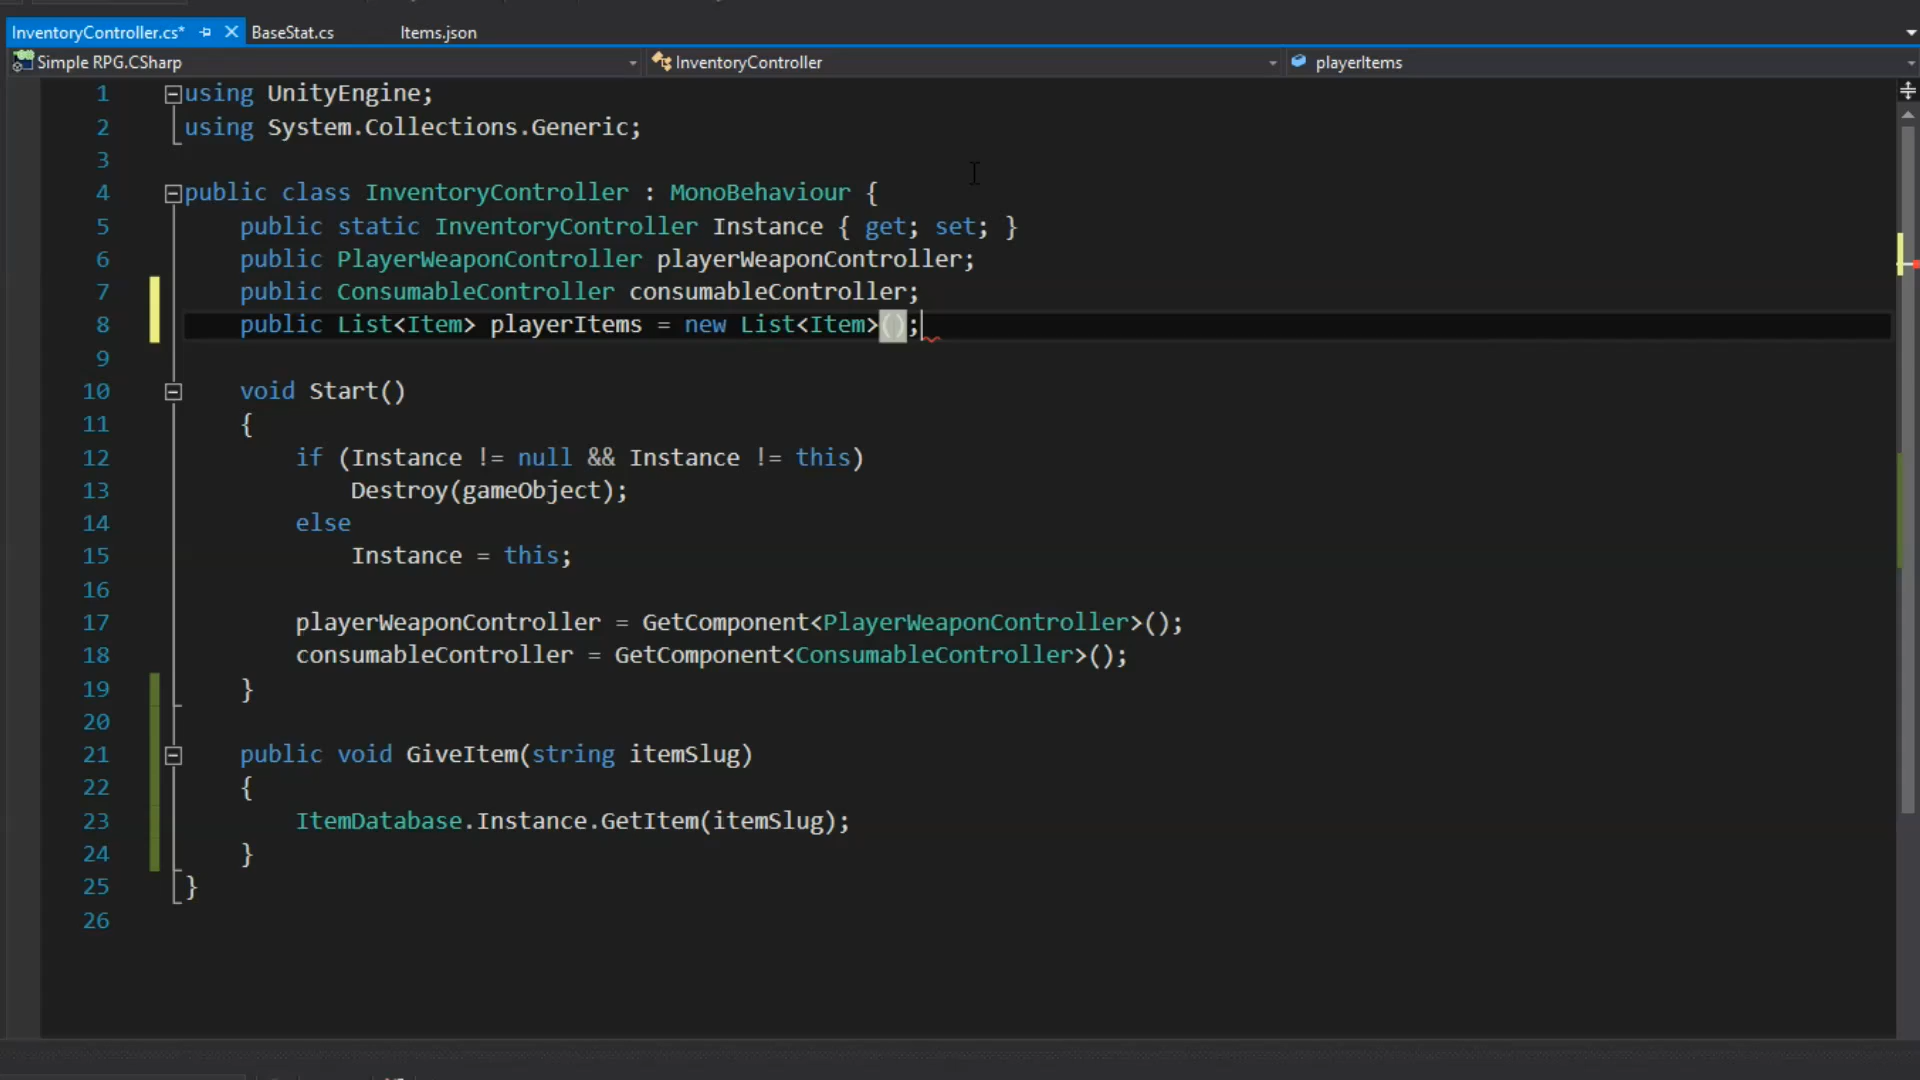 InventoryController.cs* BaseStat.cs Items.json
Simple RPG.CSharp InventoryController playerItems
1 using UnityEngine;
2 using System.Collections.Generic;
3
4 public class InventoryController : MonoBehaviour {
5 public static InventoryController Instance { get; set; }
6 public PlayerWeaponController playerWeaponController;
7 public ConsumableController consumableController;
8 public List<Item> playerItems = new List<Item>();
9
10 void Start()
11 {
12 if (Instance != null && Instance != this)
13 Destroy(gameObject);
14 else
15 Instance = this;
16
17 playerWeaponController = GetComponent<PlayerWeaponController>();
18 consumableController = GetComponent<ConsumableController>();
19 }
20
21 public void GiveItem(string itemSlug)
22 {
23 ItemDatabase.Instance.GetItem(itemSlug);
24 }
25 }
26